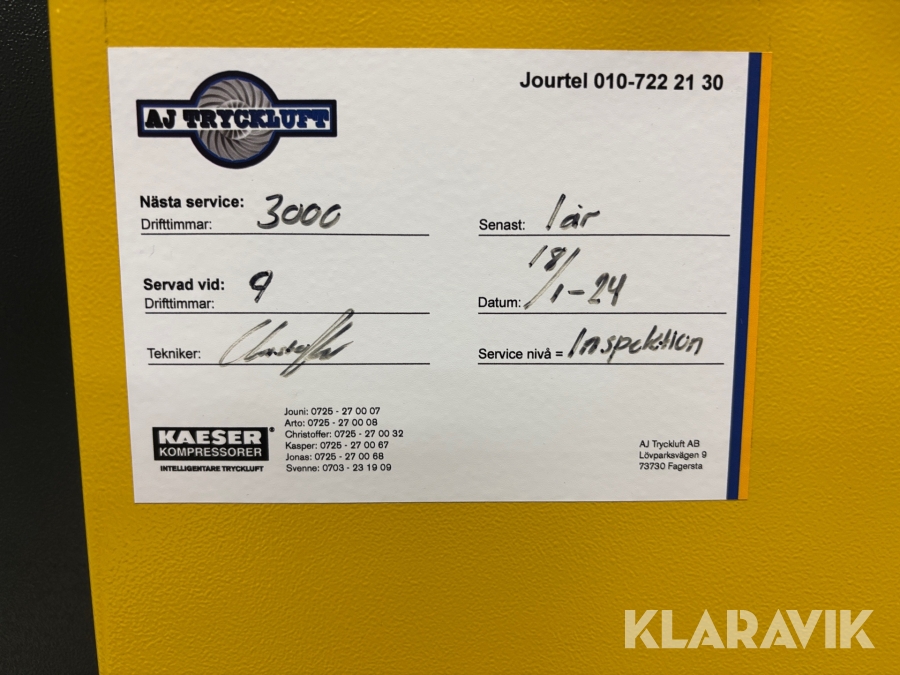 Jourtel 010-722 21 30
AJ TRYCKLUFT
Nästa service:
Drifttimmar: 3000
Senast: 1 år
Servad vid:
Drifttimmar: 9
Datum: 18/1-24
Tekniker: Christoffer
Service nivå = Inspektion
Jouni: 0725 - 27 00 07
Arto: 0725 - 27 00 08
Christoffer: 0725 - 27 00 32
Kasper: 0725 - 27 00 67
Jonas: 0725 - 27 00 68
Svenne: 0703 - 23 19 09
KAESER®
KOMPRESSORER
INTELLIGENTARE TRYCKLUFT
AJ Tryckluft AB
Lövparksvägen 9
73730 Fagersta
KLARAVIK